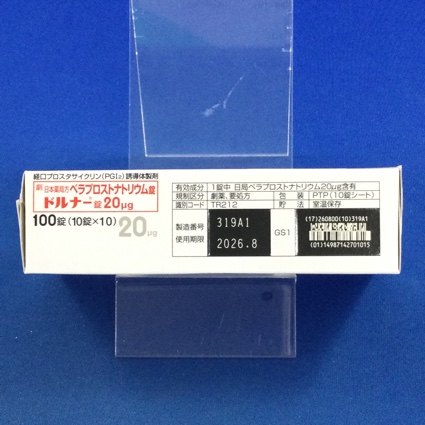 経口プロスタサイクリン(PGI₂)誘導体製剤
劇 日本薬局方 ベラプロストナトリウム錠
ドルナー®錠20μg
100錠(10錠×10) 20μg
有効成分 1錠中 日局ベラプロストナトリウム20μg含有
規制区分 劇薬、要処方 包装 PTP(10錠シート)
識別コード TR212 貯法 室温保存
製造番号 319A1
使用期限 2026.8
GS1
(17)260800(10)319A1
(01)14987142701015